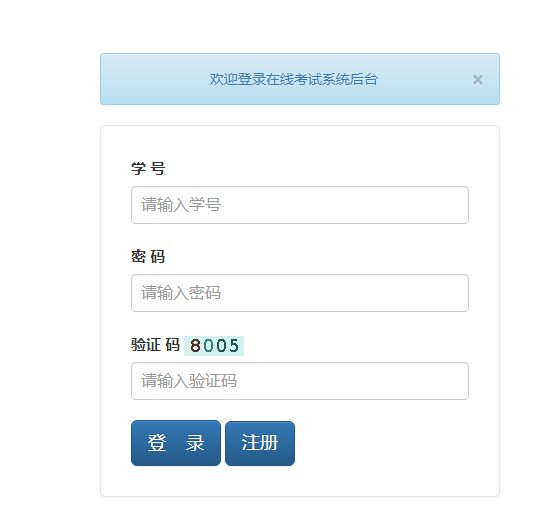 欢迎登录在线考试系统后台 ×
学 号
请输入学号
密 码
请输入密码
验证 码 8005
请输入验证码
登 录 注册